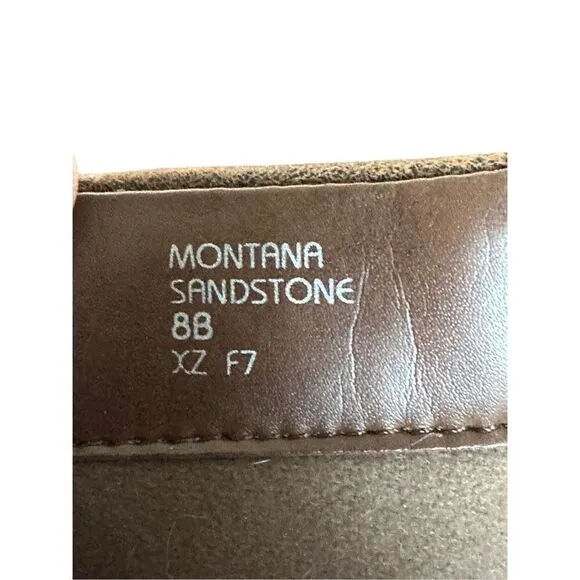 MONTANA
SANDSTONE
8B
XZ F7